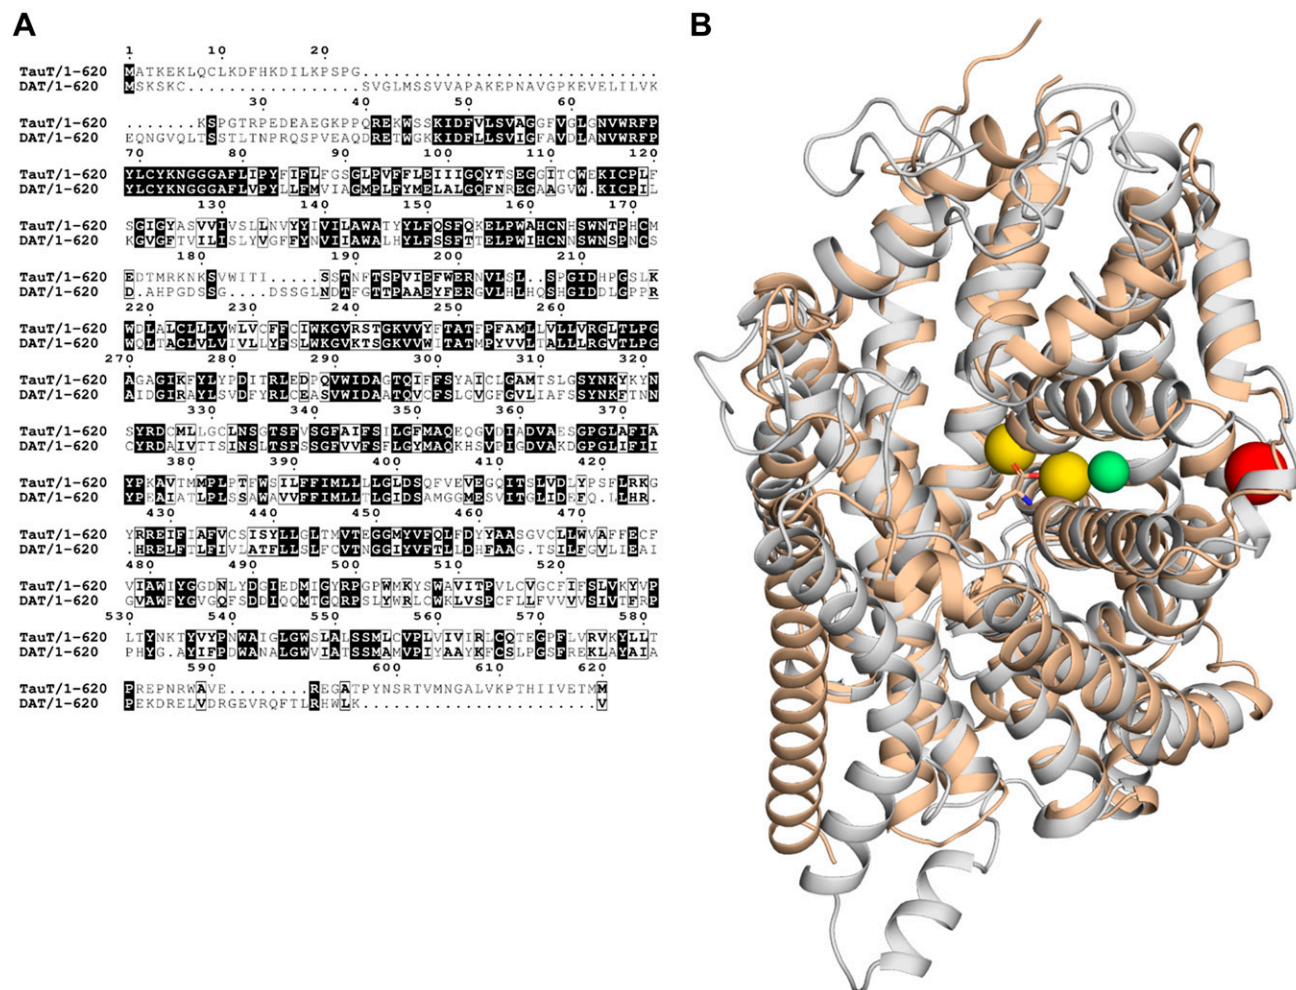 A
1 10 20
TauT/1-620 MATKEKLQCLKDFHKDILKPSPG.............................
DAT/1-620 MSKSKC.................SVGLMSSVVAPAKEPNAVGPKEVELILVK
30 40 50 60
TauT/1-620 .......KSPGTRPEDEAEGKPPQREKWSSKIDFVLSVAGGFVGLGNVWRFP
DAT/1-620 EQNGVQLTSSTLTNPRQSPVEAQDRETWGKKIDFLLSVIGFAVDLANVWRFP
70 80 90 100 110 120
TauT/1-620 YLCYKNGGGAFLIPYFIFLFGSGLPVFFLEIIIGQYTSEGGITCWEKICPLF
DAT/1-620 YLCYKNGGGAFLVPYLLFMVIAGMPLFYMELALGQFNREGAAGVW.KICPIL
130 140 150 160 170
TauT/1-620 SGIGYASVVIVSLLNVYYIVILAWATYYLFQSFQKELPWAHCNHSWNTPHCM
DAT/1-620 KGVGFTVILISLYVGFFYNVIIAWALHYLFSSFTTELPWIHCNNSWNSPNCS
180 190 200 210
TauT/1-620 EDTMRKNKSVWITI.....SSTNFTSPVIEFWERNVLSL..SPGIDHPGSLK
DAT/1-620 D.AHPGDSSG....DSSGLNDTFGTTPAAEYFERGVLHLHQSHGIDDLGPPR
220 230 240 250 260
TauT/1-620 WDLALCLLLVWLVCFFCIWKGVRSTGKVVYFTATFPFAMLLVLLVRGLTLPG
DAT/1-620 WQLTACLVLVIVLLYFSLWKGVKTSGKVVWITATMPYVVLTALLLRGVTLPG
270 280 290 300 310 320
TauT/1-620 AGAGIKFYLYPDITRLEDPQVWIDAGTQIFFSYAICLGAMTSLGSYNKYKYN
DAT/1-620 AIDGIRAYLSVDFYRLCEASVWIDAATQVCFSLGVGFGVLIAFSSYNKFTNN
330 340 350 360 370
TauT/1-620 SYRDCMLLGCLNSGTSFVSGFAIFSILGFMAQEQGVDIADVAESGPGLAFIA
DAT/1-620 CYRDAIVTTSINSLTSFSSGFVVFSFLGYMAQKHSVPIGDVAKDGPGLIFII
380 390 400 410 420
TauT/1-620 YPKAVTMLPLPTFWSILFFIMLLLLGLDSQFVEVEGQITSLVDLYPSFLRKG
DAT/1-620 YPEAIATLPLSSAWAVVFFIMLLTLGIDSAMGGMESVITGLIDEFQ.LLHR.
430 440 450 460 470
TauT/1-620 YRREIFIAFVCSISYLLGLTMVTEGGMYVFQLFDYYAASGVCLLWVAFFECF
DAT/1-620 .HRELFTLFIVLATFLLSLFCVTNGGIYVFTLLDHFAAG.TSILFGVLIEAI
480 490 500 510 520
TauT/1-620 VIAWIYGGDNLYDGIEDMIGYRPGPWMKYSWAVITPVLCVGCFIFSLVKYVP
DAT/1-620 GVAWFYGVGQFSDDIQQMTGQRPSLYWRLCWKLVSPCFLLFVVVVSIVTFRP
530 540 550 560 570 580
TauT/1-620 LTYNKTYVYPNWAIGLGWSLALSSMLCVPLVIVIRLCQTEGPFLVRVKYLLT
DAT/1-620 PHYG.AYIFPDWANALGWVIATSSMAMVPIYAAYKFCSLPGSFREKLAYAIA
590 600 610 620
TauT/1-620 PREPNRWAVE........REGATPYNSRTVMNGALVKPTHIIVETMM
DAT/1-620 PEKDRELVDRGEVRQFTLRHWLK.......................V
B